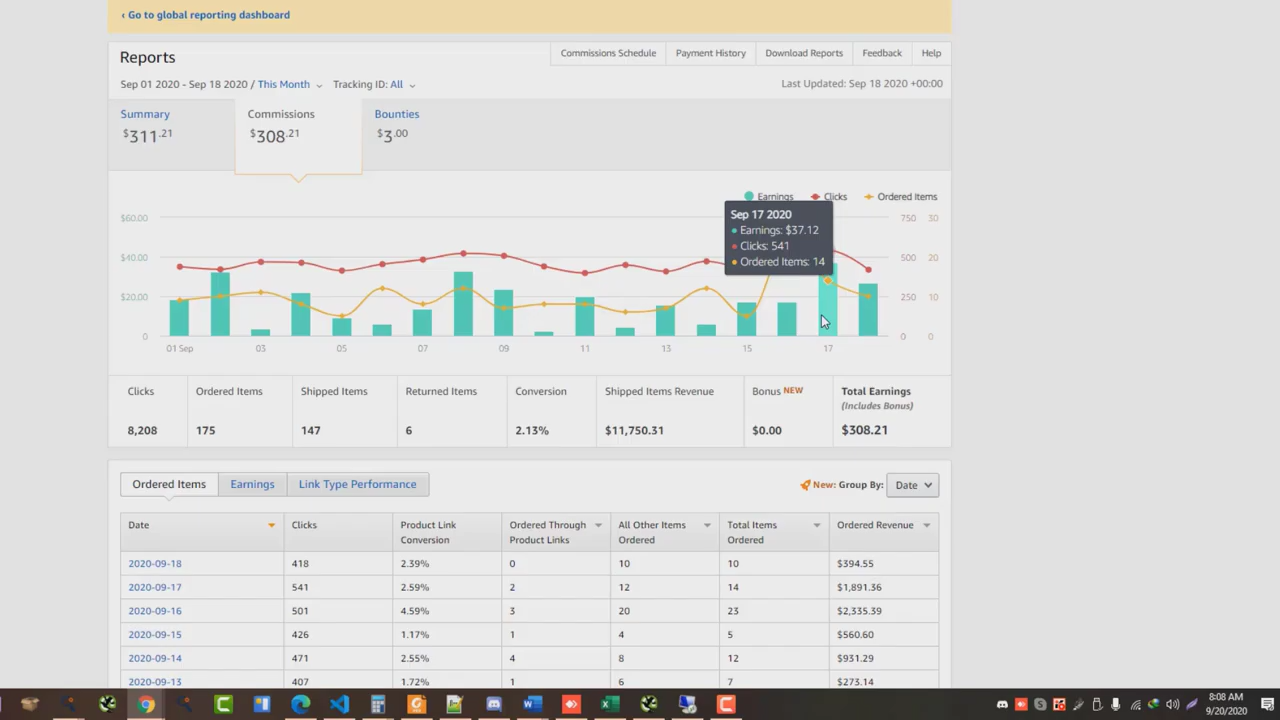 ‹ Go to global reporting dashboard
Reports
Commissions Schedule Payment History Download Reports Feedback Help
Sep 01 2020 - Sep 18 2020 / This Month Tracking ID: All Last Updated: Sep 18 2020 +00:00
Summary Commissions Bounties
$311.21 $308.21 $3.00
Earnings Clicks Ordered Items
$60.00 750 30
Sep 17 2020
Earnings: $37.12
Clicks: 541
Ordered Items: 14
$40.00 500 20
$20.00 250 10
0 0 0
01 Sep 03 05 07 09 11 13 15 17
Clicks Ordered Items Shipped Items Returned Items Conversion Shipped Items Revenue Bonus NEW Total Earnings
(Includes Bonus)
8,208 175 147 6 2.13% $11,750.31 $0.00 $308.21
Ordered Items Earnings Link Type Performance New: Group By: Date
Date Clicks Product Link Ordered Through All Other Items Total Items Ordered Revenue
Conversion Product Links Ordered Ordered
2020-09-18 418 2.39% 0 10 10 $394.55
2020-09-17 541 2.59% 2 12 14 $1,891.36
2020-09-16 501 4.59% 3 20 23 $2,335.39
2020-09-15 426 1.17% 1 4 5 $560.60
2020-09-14 471 2.55% 4 8 12 $931.29
2020-09-13 407 1.72% 1 6 7 $273.14
8:08 AM
9/20/2020